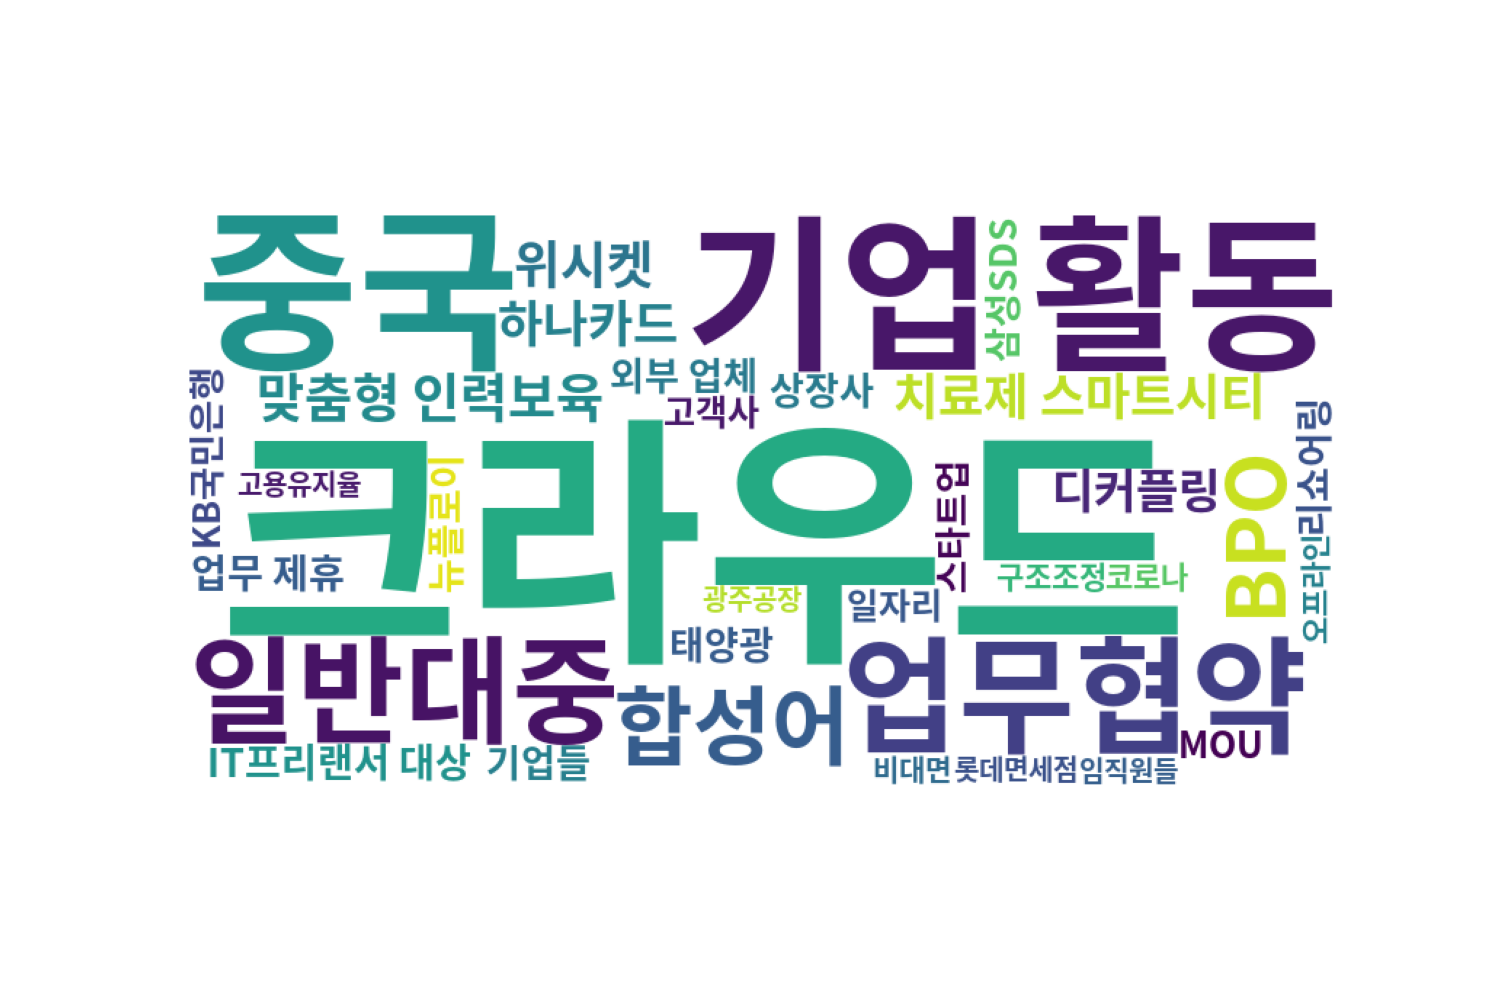 중국
위시켓
하나카드
기업 활동
삼성SDS
맞춤형 인력보육
외부 업체
고객사
상장사
치료제 스마트시티
KB국민은행
크라우드
고용유지율
뉴플로이
스타트업
디커플링
BPO
리쇼어링
오프라인
업무 제휴
광주공장
일자리
구조조정
코로나
태양광
일반대중
합성어
업무협약
MOU
IT프리랜서 대상 기업들
비대면
롯데면세점
임직원들
업